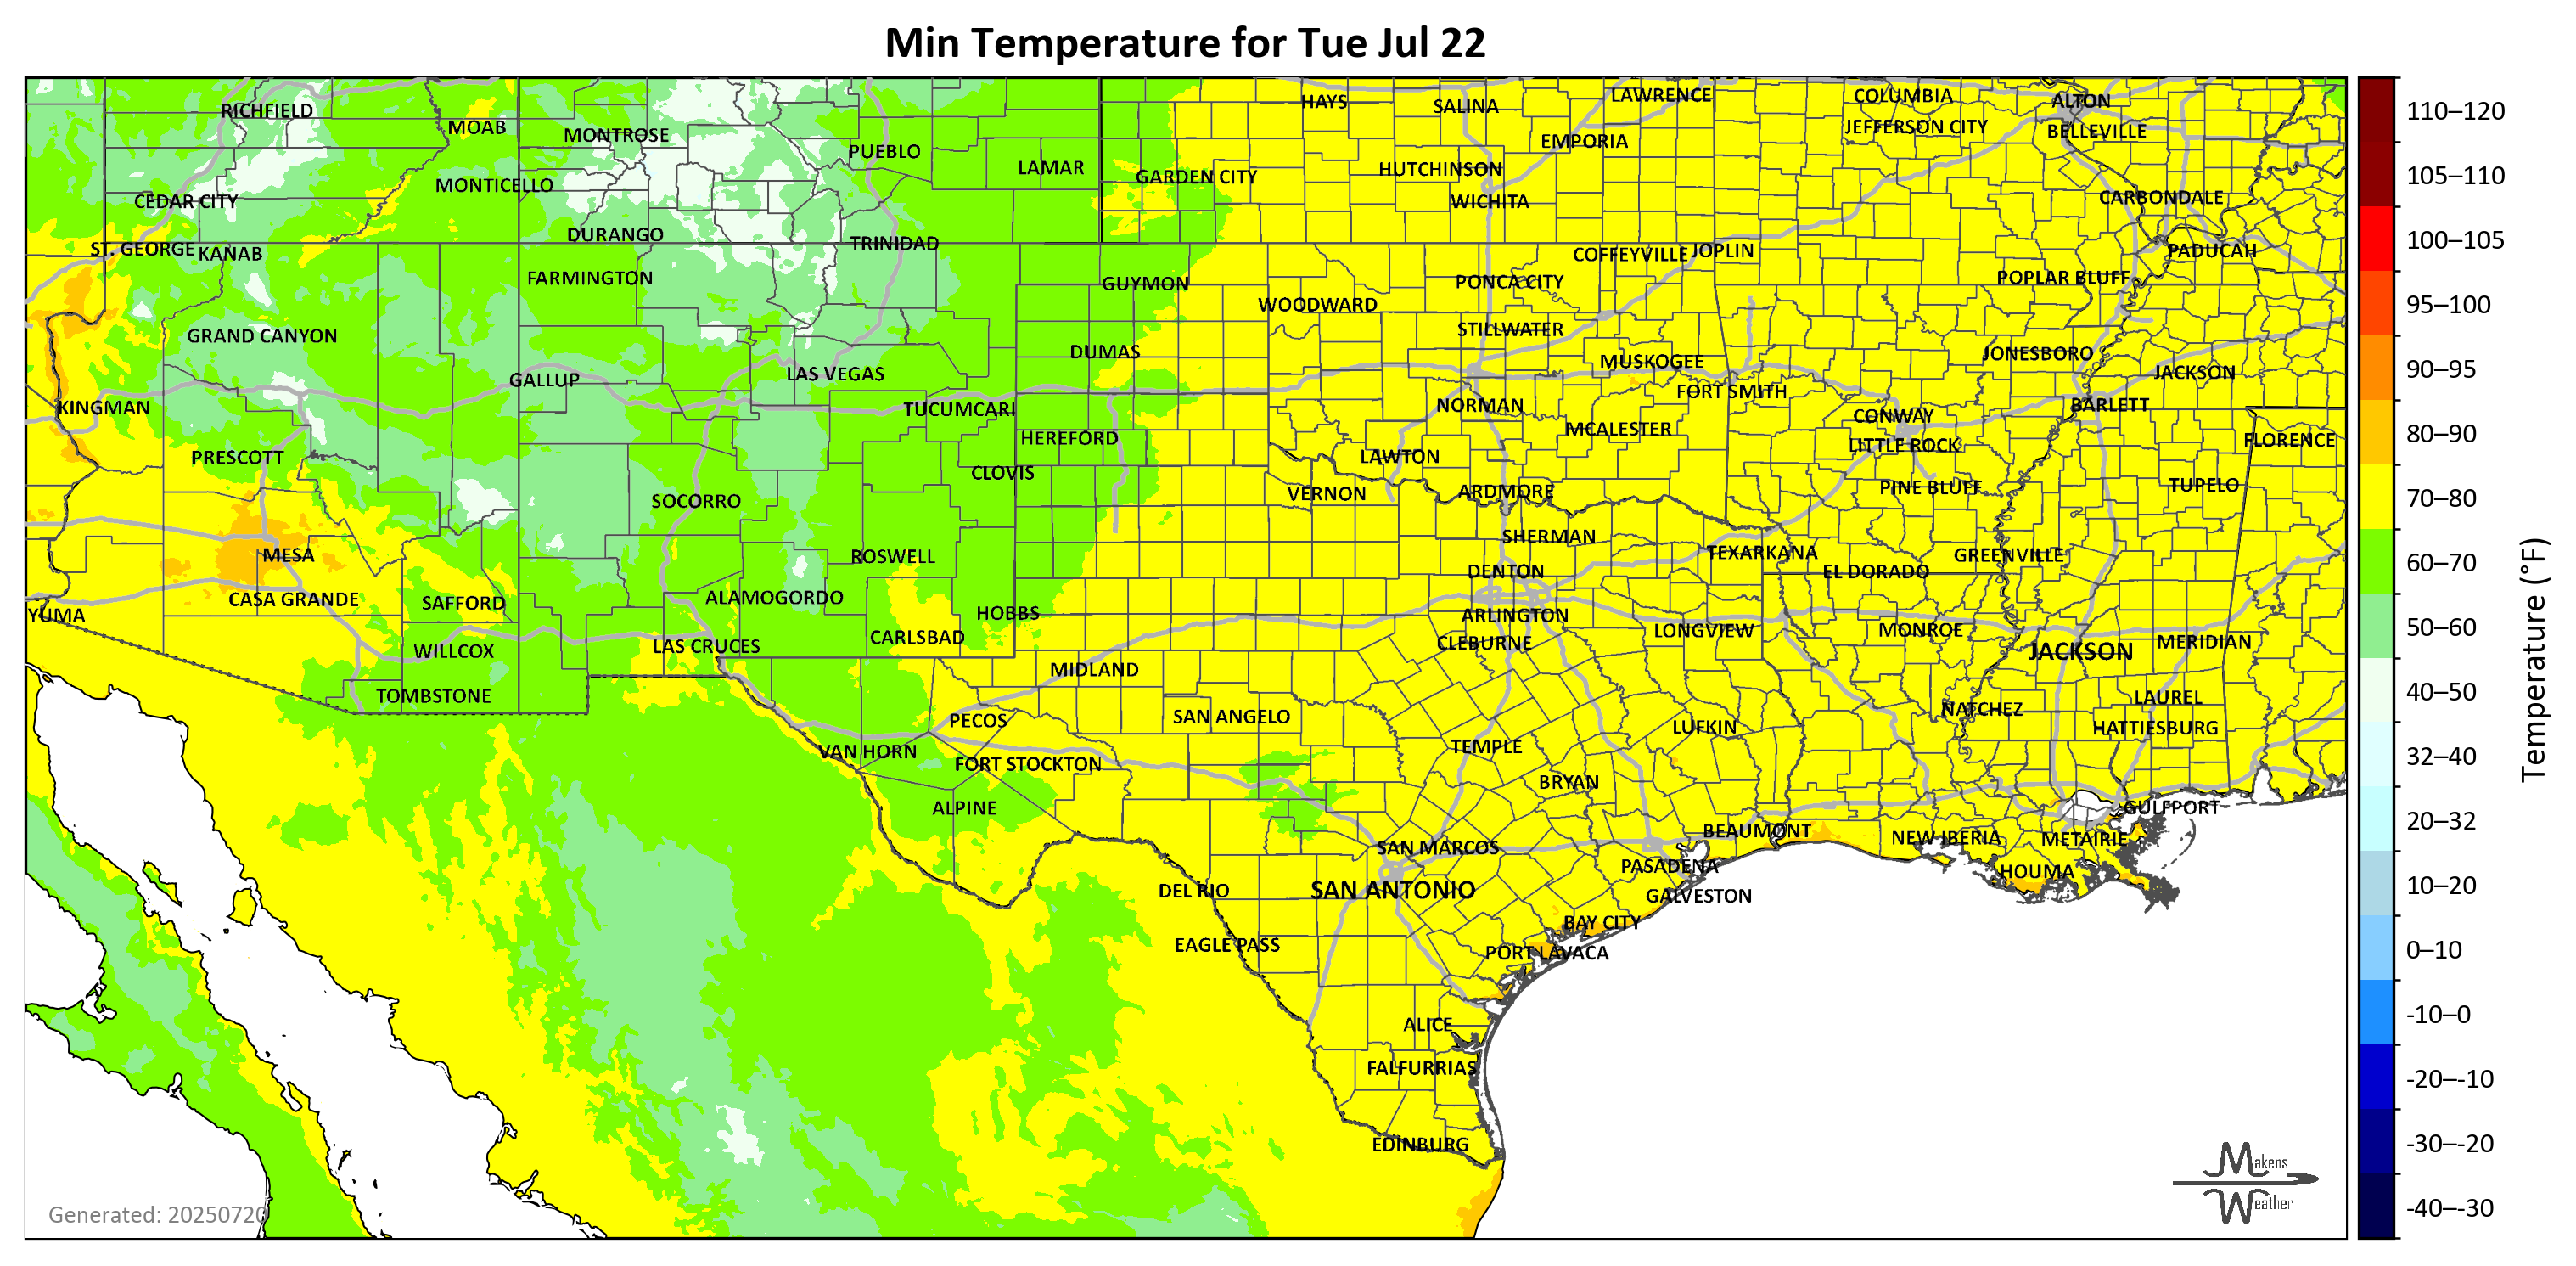 Min Temperature for Tue Jul 22
RICHFIELD
MOAB
MONTROSE
PUEBLO
LAMAR
HAYS
SALINA
LAWRENCE
COLUMBIA
ALTON
EMPORIA
JEFFERSON CITY
BELLEVILLE
CEDAR CITY
MONTICELLO
GARDEN CITY
HUTCHINSON
WICHITA
CARBONDALE
ST. GEORGE
KANAB
DURANGO
TRINIDAD
FARMINGTON
GUYMON
COFFEYVILLE
JOPLIN
PADUCAH
WOODWARD
PONCA CITY
POPLAR BLUFF
GRAND CANYON
DUMAS
STILLWATER
MUSKOGEE
JONESBORO
JACKSON
GALLUP
LAS VEGAS
FORT SMITH
KINGMAN
TUCUMCARI
NORMAN
CONWAY
BARLETT
PRESCOTT
HEREFORD
MCALESTER
LITTLE ROCK
FLORENCE
CLOVIS
LAWTON
SOCORRO
VERNON
ARDMORE
PINE BLUFF
TUPELO
MESA
ROSWELL
SHERMAN
TEXARKANA
GREENVILLE
DENTON
EL DORADO
CASA GRANDE
SAFFORD
ALAMOGORDO
HOBBS
ARLINGTON
YUMA
WILLCOX
LAS CRUCES
CARLSBAD
CLEBURNE
LONGVIEW
MONROE
JACKSON
MERIDIAN
TOMBSTONE
MIDLAND
LAUREL
PECOS
SAN ANGELO
NATCHEZ
HATTIESBURG
VAN HORN
FORT STOCKTON
TEMPLE
LUFKIN
ALPINE
BRYAN
GULFPORT
SAN MARCOS
BEAUMONT
NEW IBERIA
METAIRIE
DEL RIO
SAN ANTONIO
PASADENA
GALVESTON
HOUMA
EAGLE PASS
BAY CITY
PORT LAVACA
ALICE
FALFURRIAS
EDINBURG
Generated: 20250720
Makens
Weather
110–120
105–110
100–105
95–100
90–95
80–90
70–80
60–70
50–60
40–50
32–40
20–32
10–20
0–10
-10–0
-20–-10
-30–-20
-40–-30
Temperature (°F)